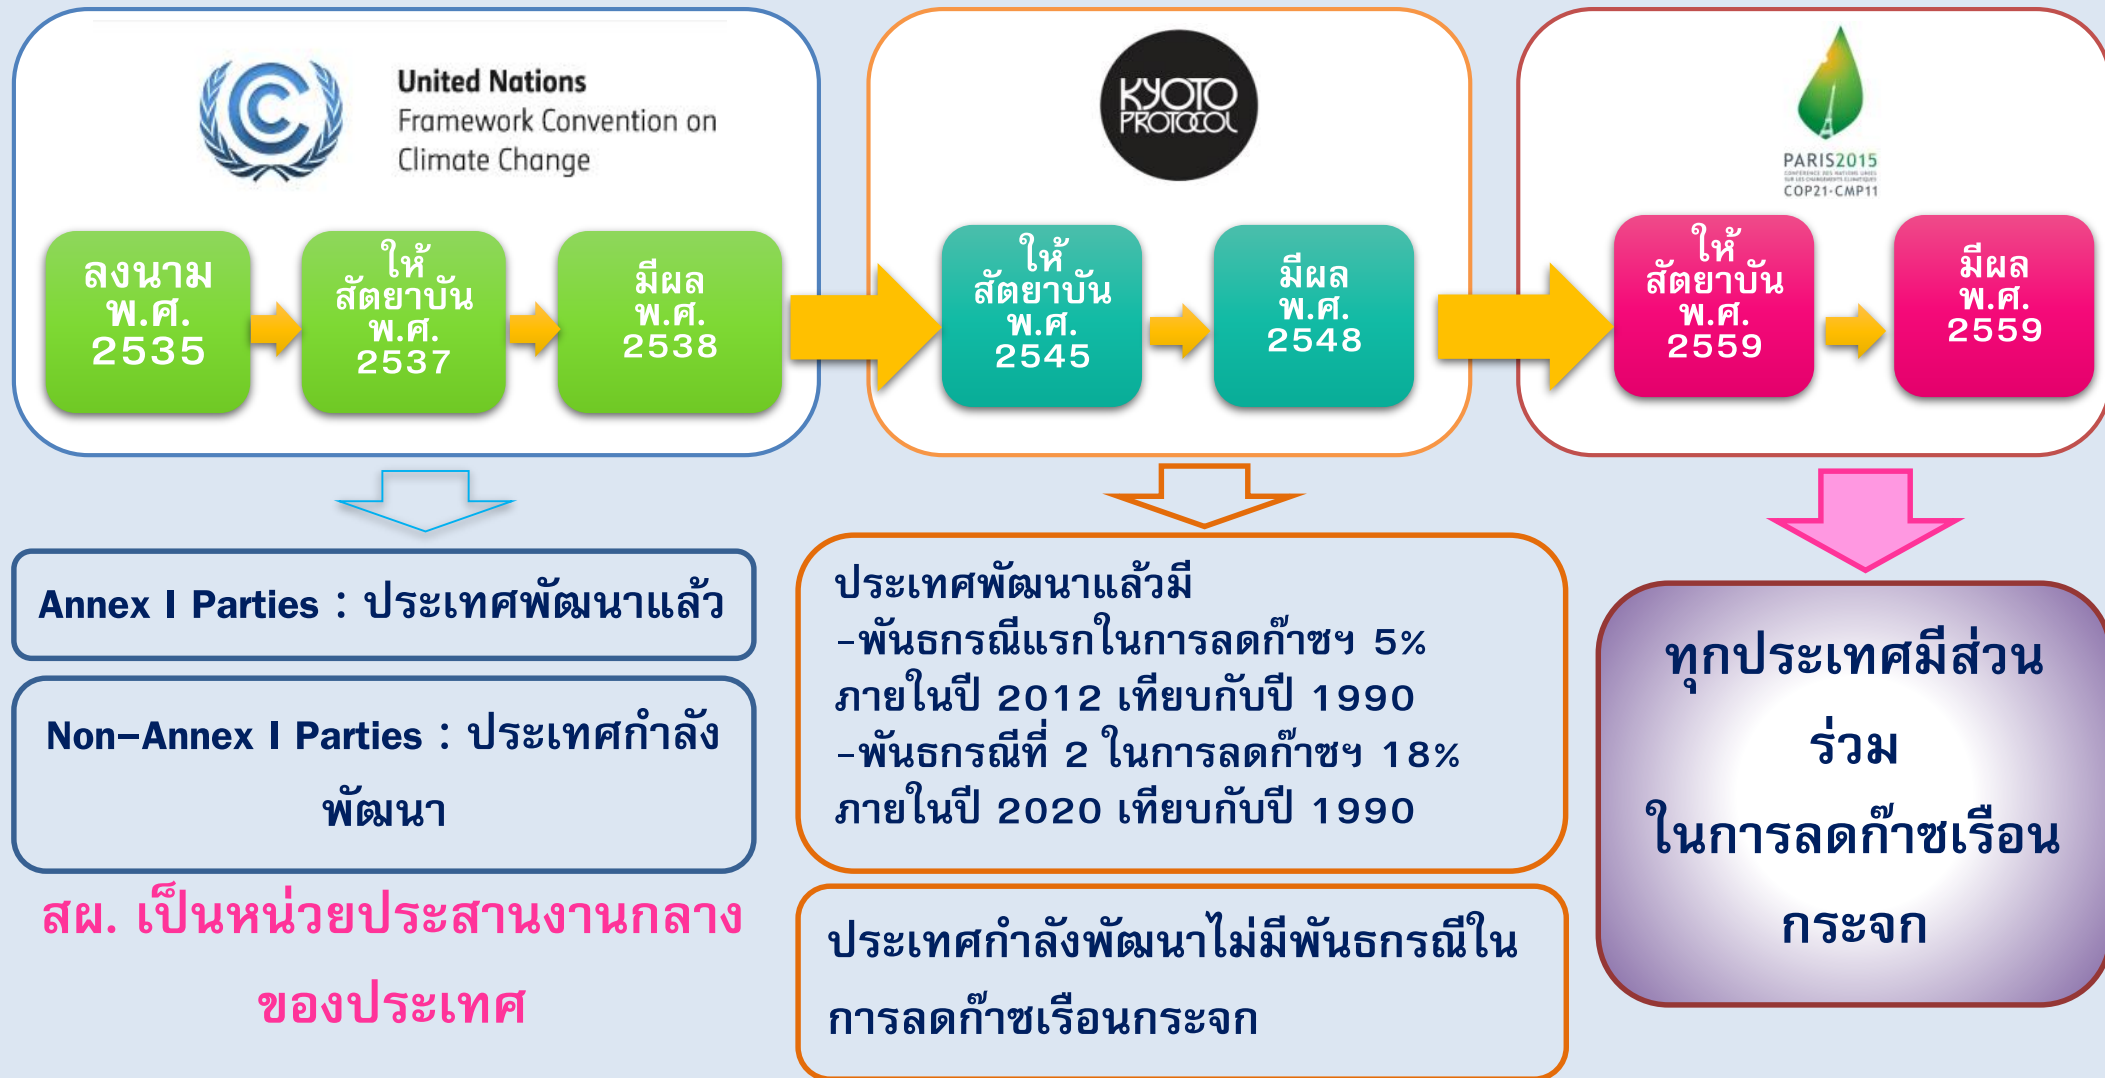 United Nations
Framework Convention on
Climate Change
ลงนาม
พ.ศ.
2535
ให้
สัตยาบัน
พ.ศ.
2537
มีผล
พ.ศ.
2538
KYOTO
PROTOCOL
ให้
สัตยาบัน
พ.ศ.
2545
มีผล
พ.ศ.
2548
PARIS2015
CONFÉRENCE DES NATIONS UNIES
SUR LES CHANGEMENTS CLIMATIQUES
COP21·CMP11
ให้
สัตยาบัน
พ.ศ.
2559
มีผล
พ.ศ.
2559
Annex I Parties : ประเทศพัฒนาแล้ว
Non-Annex I Parties : ประเทศกำลัง
พัฒนา
สผ. เป็นหน่วยประสานงานกลาง
ของประเทศ
ประเทศพัฒนาแล้วมี
-พันธกรณีแรกในการลดก๊าซฯ 5%
ภายในปี 2012 เทียบกับปี 1990
-พันธกรณีที่ 2 ในการลดก๊าซฯ 18%
ภายในปี 2020 เทียบกับปี 1990
ประเทศกำลังพัฒนาไม่มีพันธกรณีใน
การลดก๊าซเรือนกระจก
ทุกประเทศมีส่วน
ร่วม
ในการลดก๊าซเรือน
กระจก